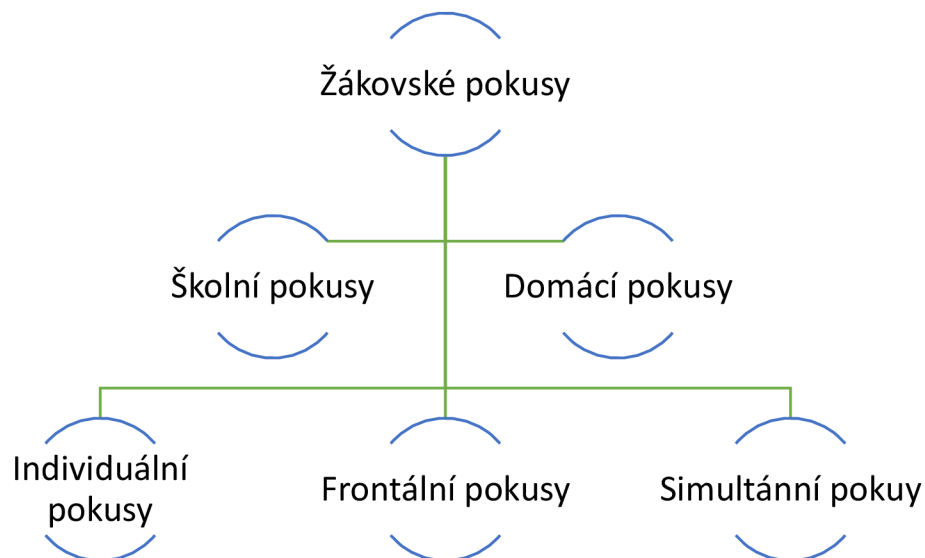 Žákovské pokusy
Školní pokusy
Domácí pokusy
Individuální
pokusy
Frontální pokusy
Simultánní pokuy